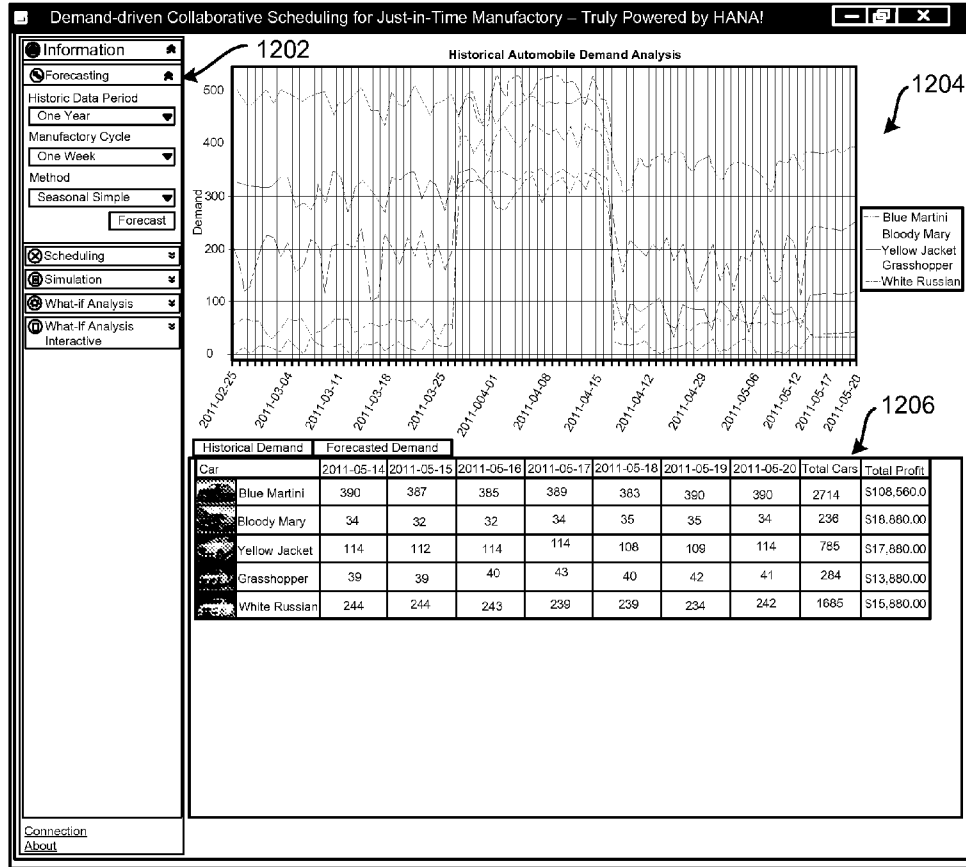 Demand-driven Collaborative Scheduling for Just-in-Time Manufactory – Truly Powered by HANA!
Information
Forecasting
Historic Data Period
One Year
Manufactory Cycle
One Week
Method
Seasonal Simple
Forecast
Scheduling
Simulation
What-if Analysis
What-If Analysis
Interactive
Connection
About
1202
Historical Automobile Demand Analysis
1204
Demand
500
400
300
200
100
0
2011-02-25
2011-03-04
2011-03-11
2011-03-18
2011-03-25
2011-004-01
2011-04-08
2011-04-15
2011-04-12
2011-04-29
2011-05-06
2011-05-12
2011-05-17
2011-05-20
Blue Martini
Bloody Mary
Yellow Jacket
Grasshopper
White Russian
1206
Historical Demand Forecasted Demand
Car 2011-05-14 2011-05-15 2011-05-16 2011-05-17 2011-05-18 2011-05-19 2011-05-20 Total Cars Total Profit
Blue Martini 390 387 385 389 383 390 390 2714 $108,560.0
Bloody Mary 34 32 32 34 35 35 34 236 $18.880.00
Yellow Jacket 114 112 114 114 108 109 114 785 $17,880.00
Grasshopper 39 39 40 43 40 42 41 284 $13,880.00
White Russian 244 244 243 239 239 234 242 1685 $15,880.00